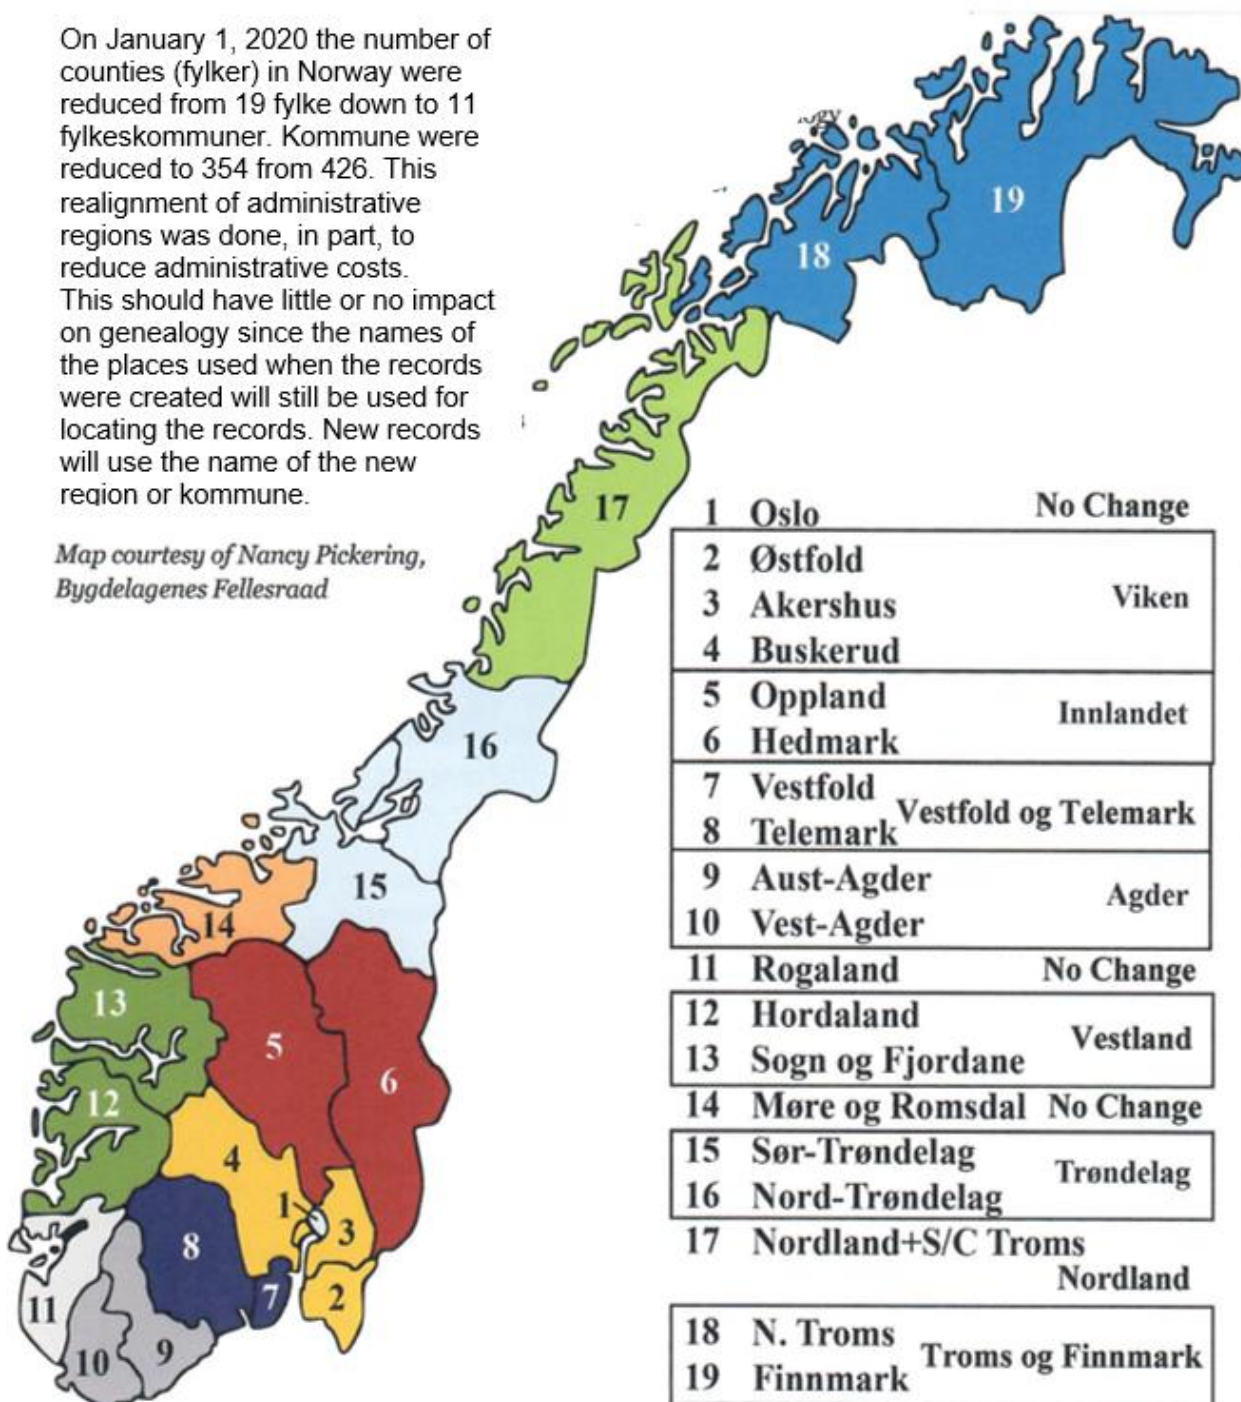 On January 1, 2020 the number of
counties (fylker) in Norway were
reduced from 19 fylke down to 11
fylkeskommuner. Kommune were
reduced to 354 from 426. This
realignment of administrative
regions was done, in part, to
reduce administrative costs.
This should have little or no impact
on genealogy since the names of
the places used when the records
were created will still be used for
locating the records. New records
will use the name of the new
region or kommune.
Map courtesy of Nancy Pickering,
Bygdelagenes Fellesraad
19
18
17
16
15
14
13
5
6
12
4
1
3
8
7
2
11
10
9
1 Oslo No Change
2 Østfold
3 Akershus Viken
4 Buskerud
5 Oppland Innlandet
6 Hedmark
7 Vestfold Vestfold og Telemark
8 Telemark
9 Aust-Agder Agder
10 Vest-Agder
11 Rogaland No Change
12 Hordaland Vestland
13 Sogn og Fjordane
14 Møre og Romsdal No Change
15 Sør-Trøndelag Trøndelag
16 Nord-Trøndelag
17 Nordland+S/C Troms
Nordland
18 N. Troms Troms og Finnmark
19 Finnmark